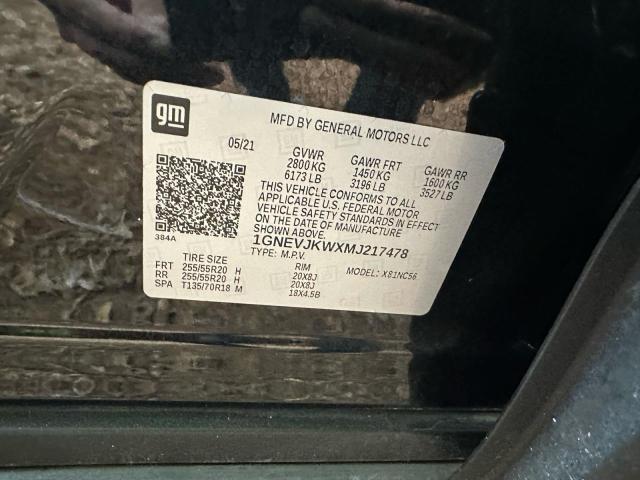 gm
MFD BY GENERAL MOTORS LLC
05/21 GVWR GAWR FRT GAWR RR
2800 KG 1450 KG 1600 KG
6173 LB 3196 LB 3527 LB
THIS VEHICLE CONFORMS TO ALL
APPLICABLE U.S. FEDERAL MOTOR
VEHICLE SAFETY STANDARDS IN EFFECT
ON THE DATE OF MANUFACTURE
SHOWN ABOVE.
384A
1GNEVJKWXMJ217478
TYPE: M.P.V. MODEL: X81NC56
TIRE SIZE RIM
FRT 255/55R20 H 20X8J
RR 255/55R20 H 20X8J
SPA T135/70R18 M 18X4.5B